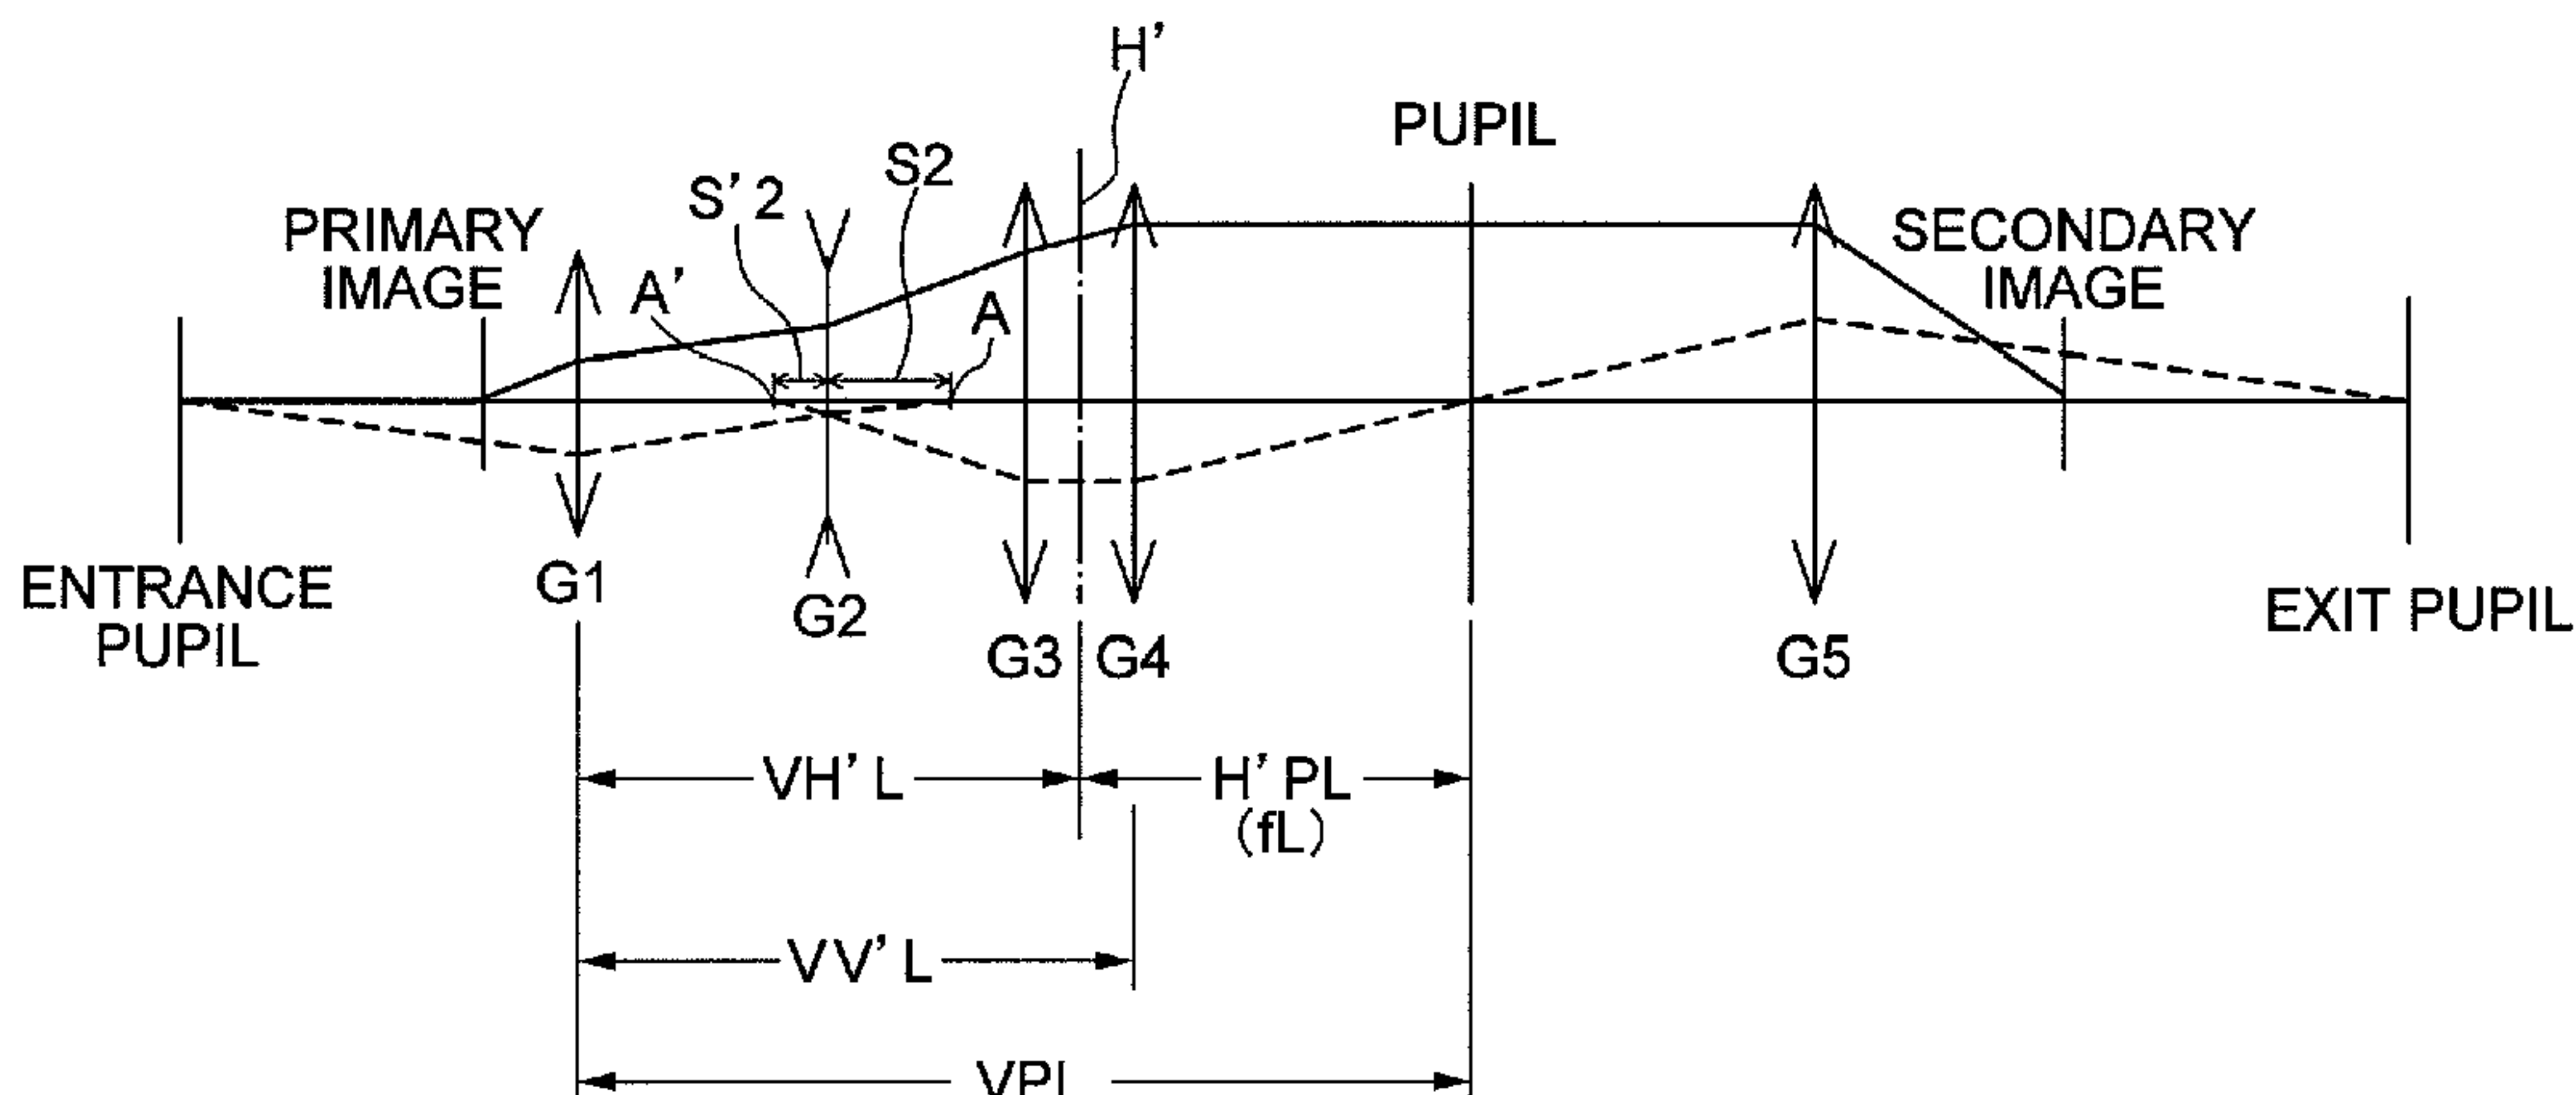 H'
PUPIL
S2
S'2
PRIMARY
IMAGE
SECONDARY
IMAGE
A'
A
ENTRANCE
PUPIL
G1
G2
G3
G4
G5
EXIT PUPIL
VH'L
H'PL
(fL)
VV'L
VPL